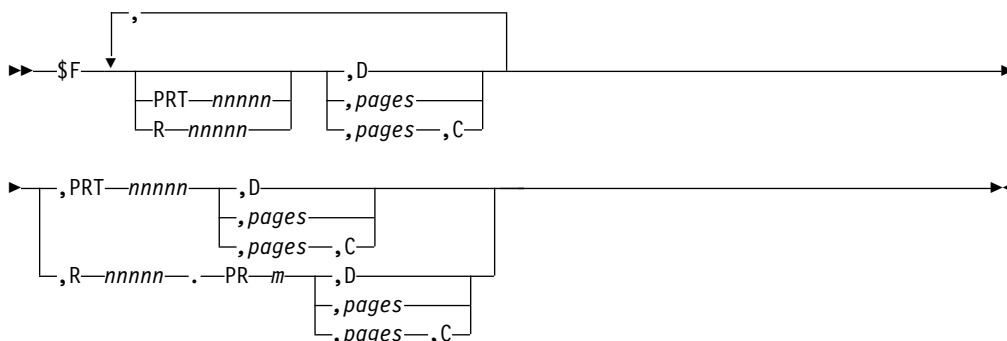 ,
$F ,D
PRT nnnnn ,pages
R nnnnn ,pages ,C
,PRT nnnnn ,D
,pages
,pages ,C
,R nnnnn . PR m ,D
,pages
,pages ,C